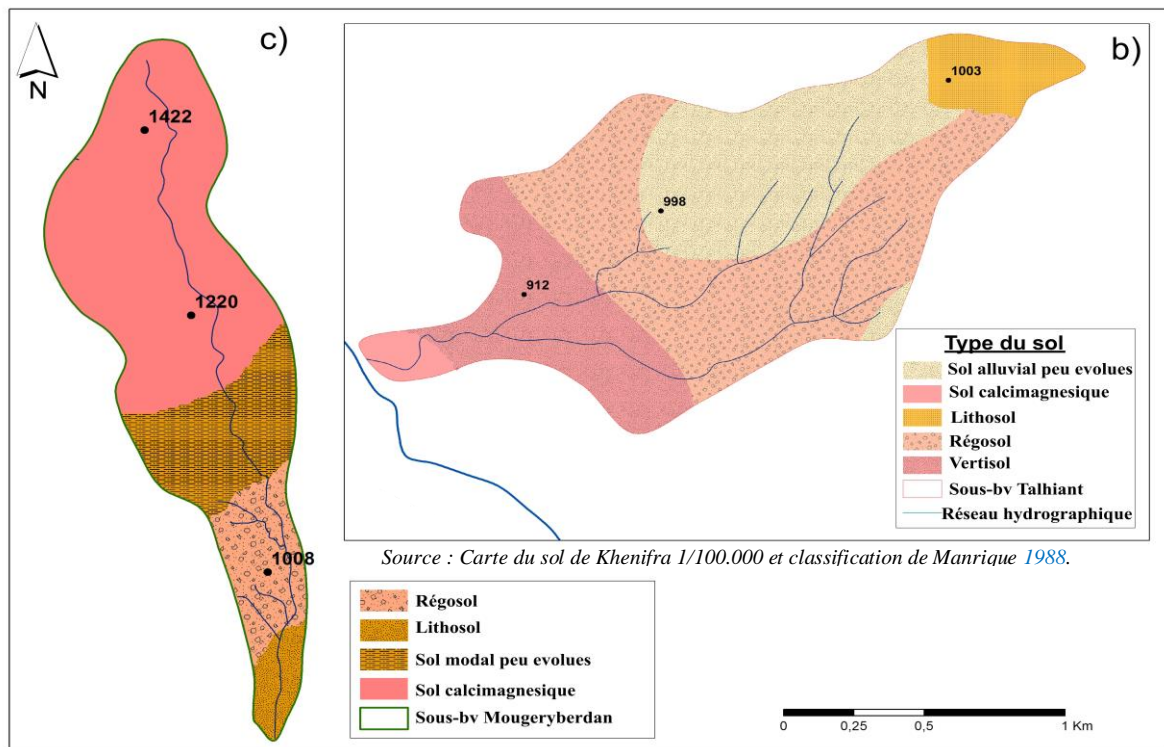 c)
N
1422
1220
1008
b)
1003
998
912
Type du sol
Sol alluvial peu evolues
Sol calcimagnesique
Lithosol
Régosol
Vertisol
Sous-bv Talhiant
Réseau hydrographique
Source : Carte du sol de Khenifra 1/100.000 et classification de Manrique 1988.
Régosol
Lithosol
Sol modal peu evolues
Sol calcimagnesique
Sous-bv Mougeryberdan
0 0,25 0,5 1 Km